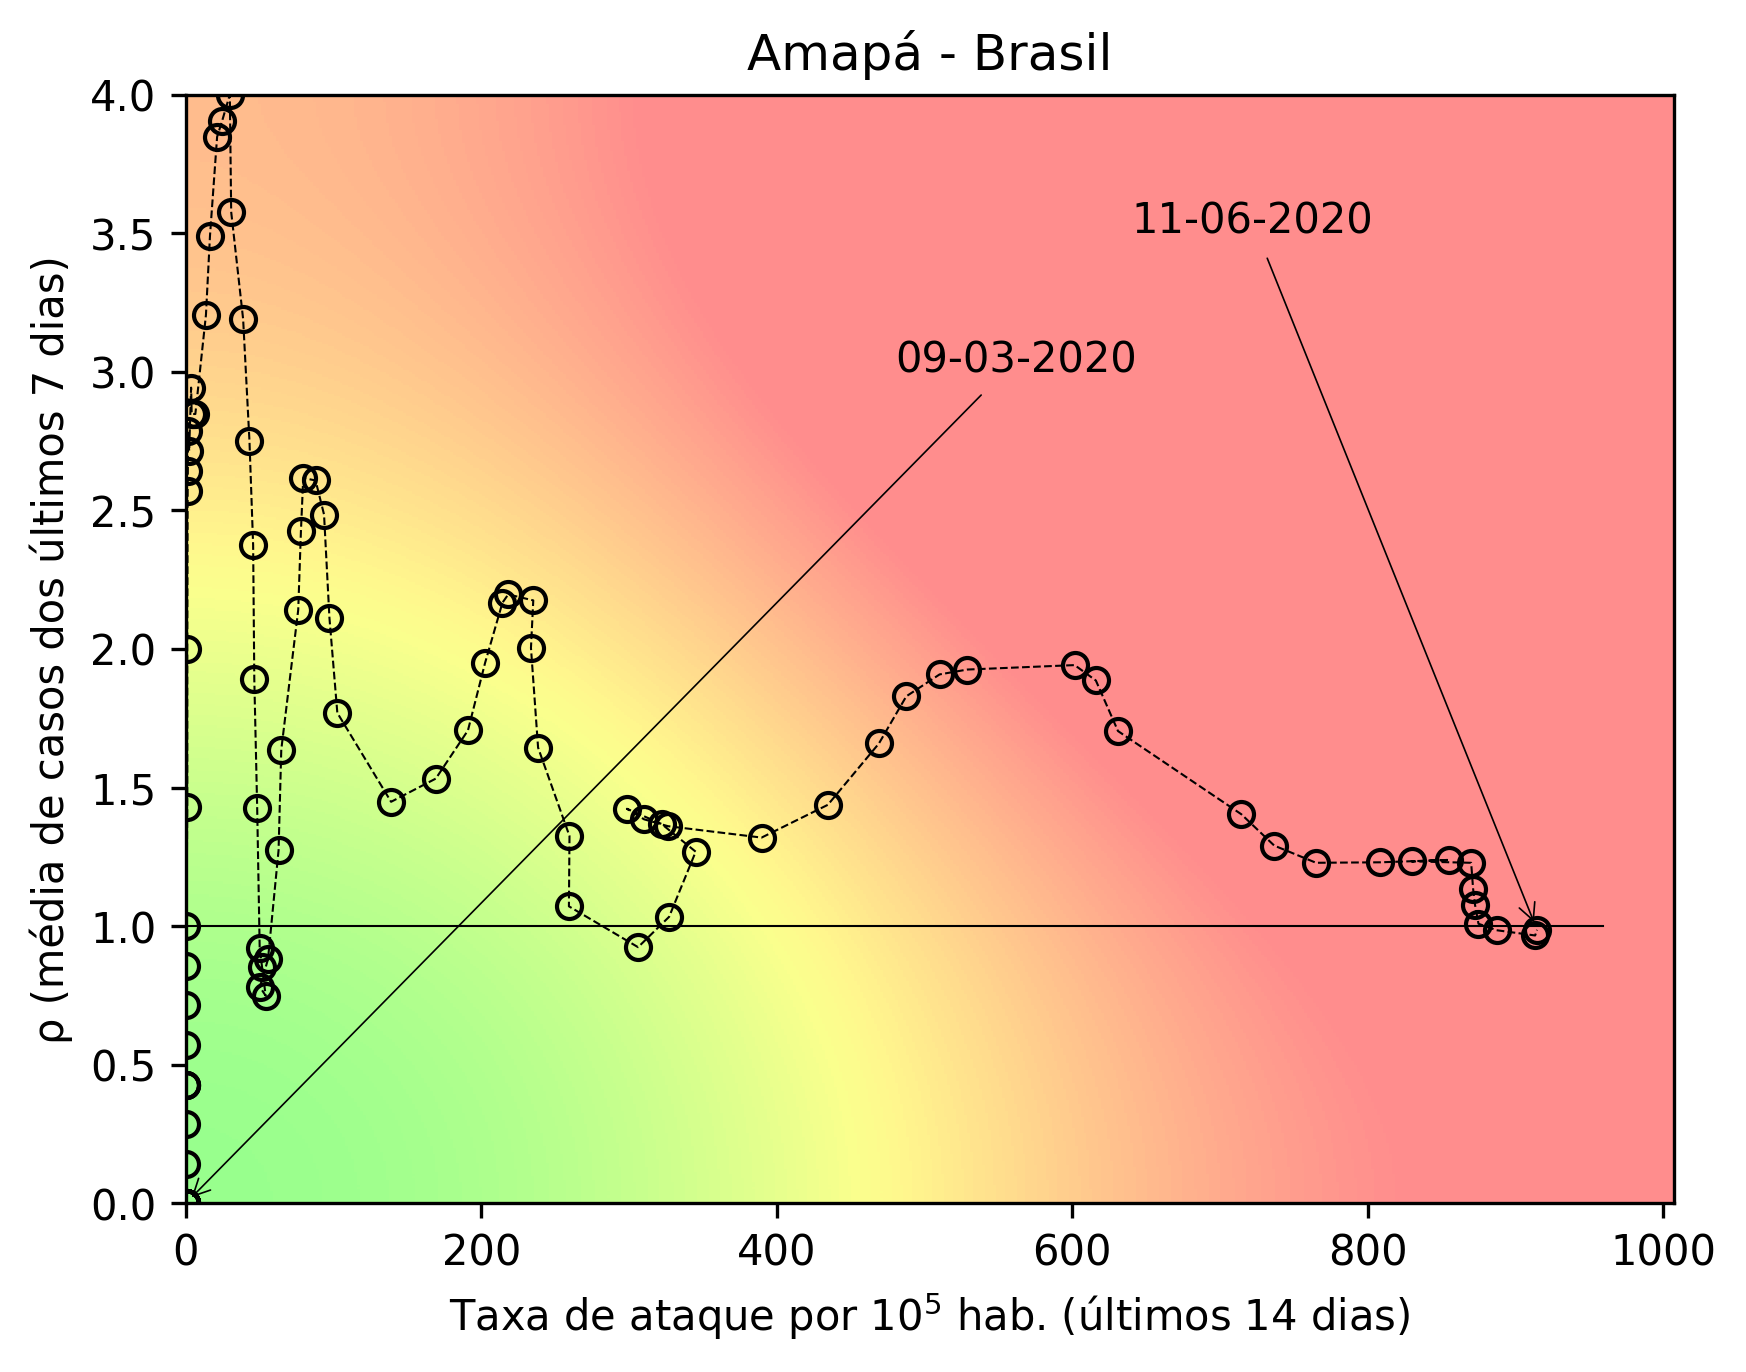 Amapá - Brasil
4.0
3.5
3.0
2.5
2.0
1.5
1.0
0.5
0.0
ρ (média de casos dos últimos 7 dias)
11-06-2020
09-03-2020
0 200 400 600 800 1000
Taxa de ataque por 10⁵ hab. (últimos 14 dias)